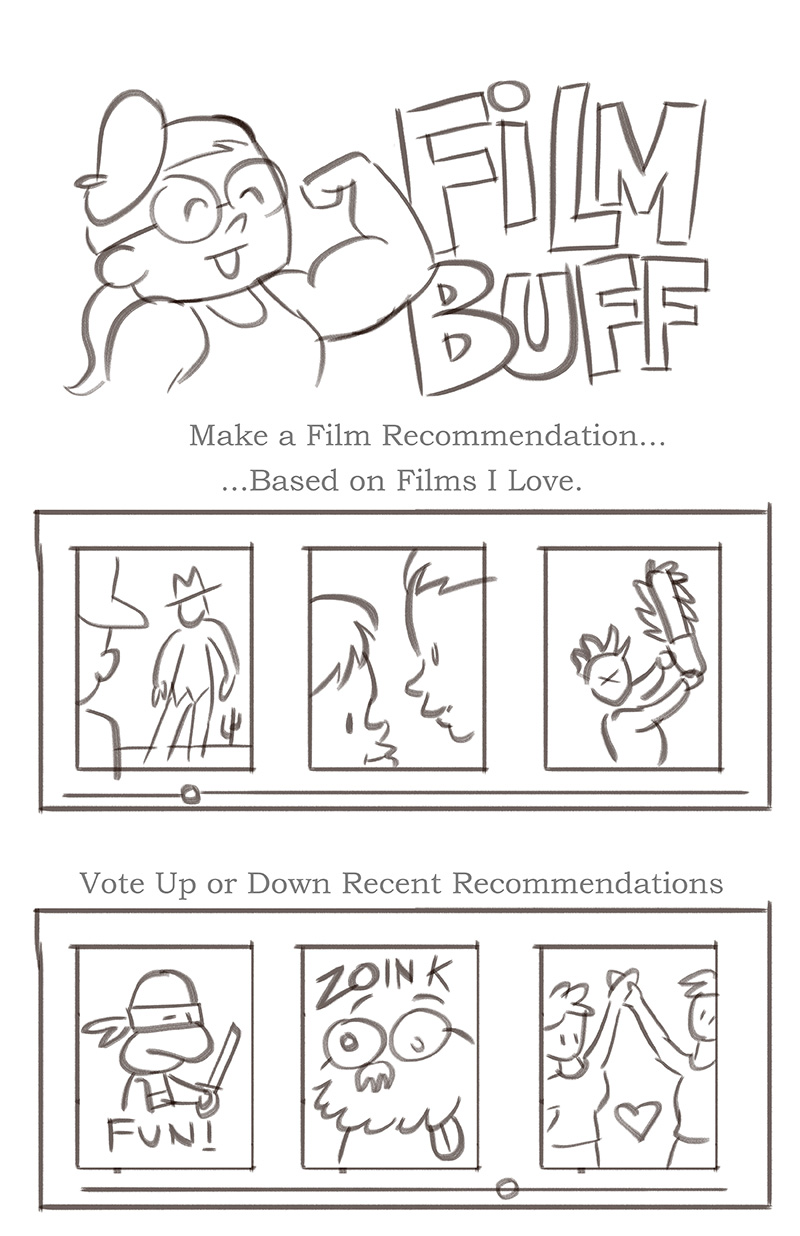 FiLM
BUFF
Make a Film Recommendation...
...Based on Films I Love.
Vote Up or Down Recent Recommendations
FUN!
ZOINK